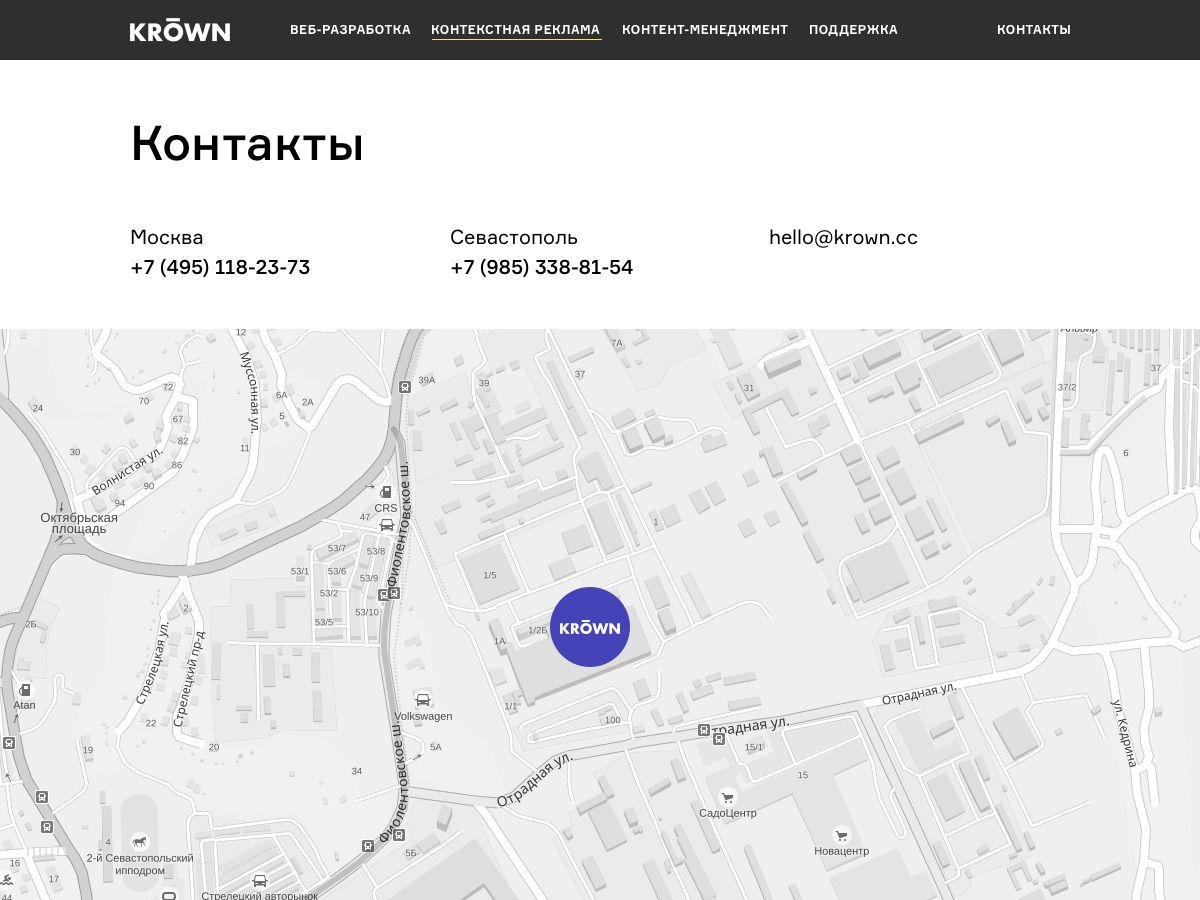 KRŌWN
ВЕБ-РАЗРАБОТКА
КОНТЕКСТНАЯ РЕКЛАМА
КОНТЕНТ-МЕНЕДЖМЕНТ
ПОДДЕРЖКА
КОНТАКТЫ
Контакты
Москва
+7 (495) 118-23-73
Севастополь
+7 (985) 338-81-54
hello@krown.cc
12
7А
Муссонная ул.
39А
39
37
31
37/2
37
72
70
6А
2А
5
24
67
82
11
30
86
Волнистая ул.
90
94
6
CRS
47
Октябрьская
площадь
Фиолентовское ш.
1
53/7
53/8
53/1
53/6
53/9
53/2
53/10
53/5
1/5
2
2Б
1/2Б
KRŌWN
1А
Стрелецкая ул.
Стрелецкий пр-д
Atan
Volkswagen
1/1
100
Отрадная ул.
Отрадная ул.
ул. Кедрина
22
20
19
5А
34
15/1
15
Отрадная ул.
Фиолентовское ш.
СадоЦентр
Новацентр
4
2-й Севастопольский
ипподром
5Б
16
17
44
Стрелецкий авторынок